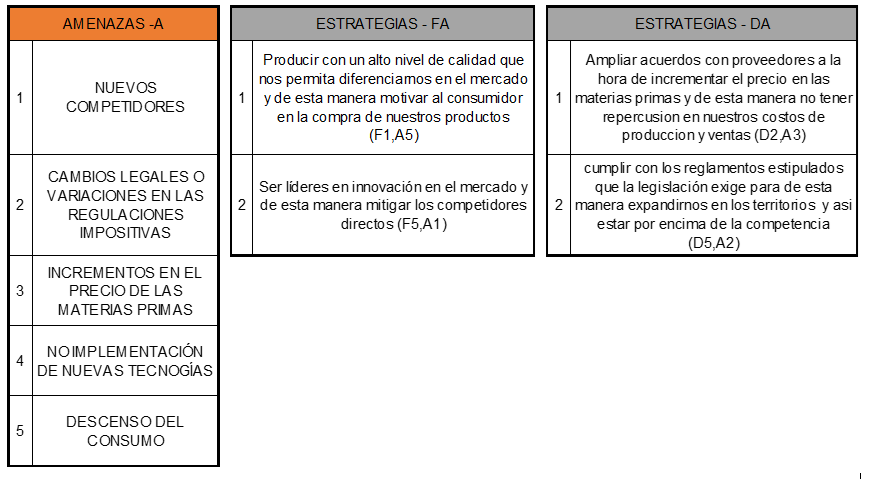 AMENAZAS -A
1
NUEVOS
COMPETIDORES
2
CAMBIOS LEGALES O
VARIACIONES EN LAS
REGULACIONES
IMPOSITIVAS
3
INCREMENTOS EN EL
PRECIO DE LAS
MATERIAS PRIMAS
4
NO IMPLEMENTACIÓN
DE NUEVAS TECNOGÍAS
5
DESCENSO DEL
CONSUMO
ESTRATEGIAS - FA
1
Producir con un alto nivel de calidad que
nos permita diferenciarnos en el mercado
y de esta manera motivar al consumidor
en la compra de nuestros productos
(F1,A5)
2
Ser líderes en innovación en el mercado y
de esta manera mitigar los competidores
directos (F5,A1)
ESTRATEGIAS - DA
1
Ampliar acuerdos con proveedores a la
hora de incrementar el precio en las
materias primas y de esta manera no tener
repercusion en nuestros costos de
produccion y ventas (D2,A3)
2
cumplir con los reglamentos estipulados
que la legislación exige para de esta
manera expandirnos en los territorios y asi
estar por encima de la competencia
(D5,A2)